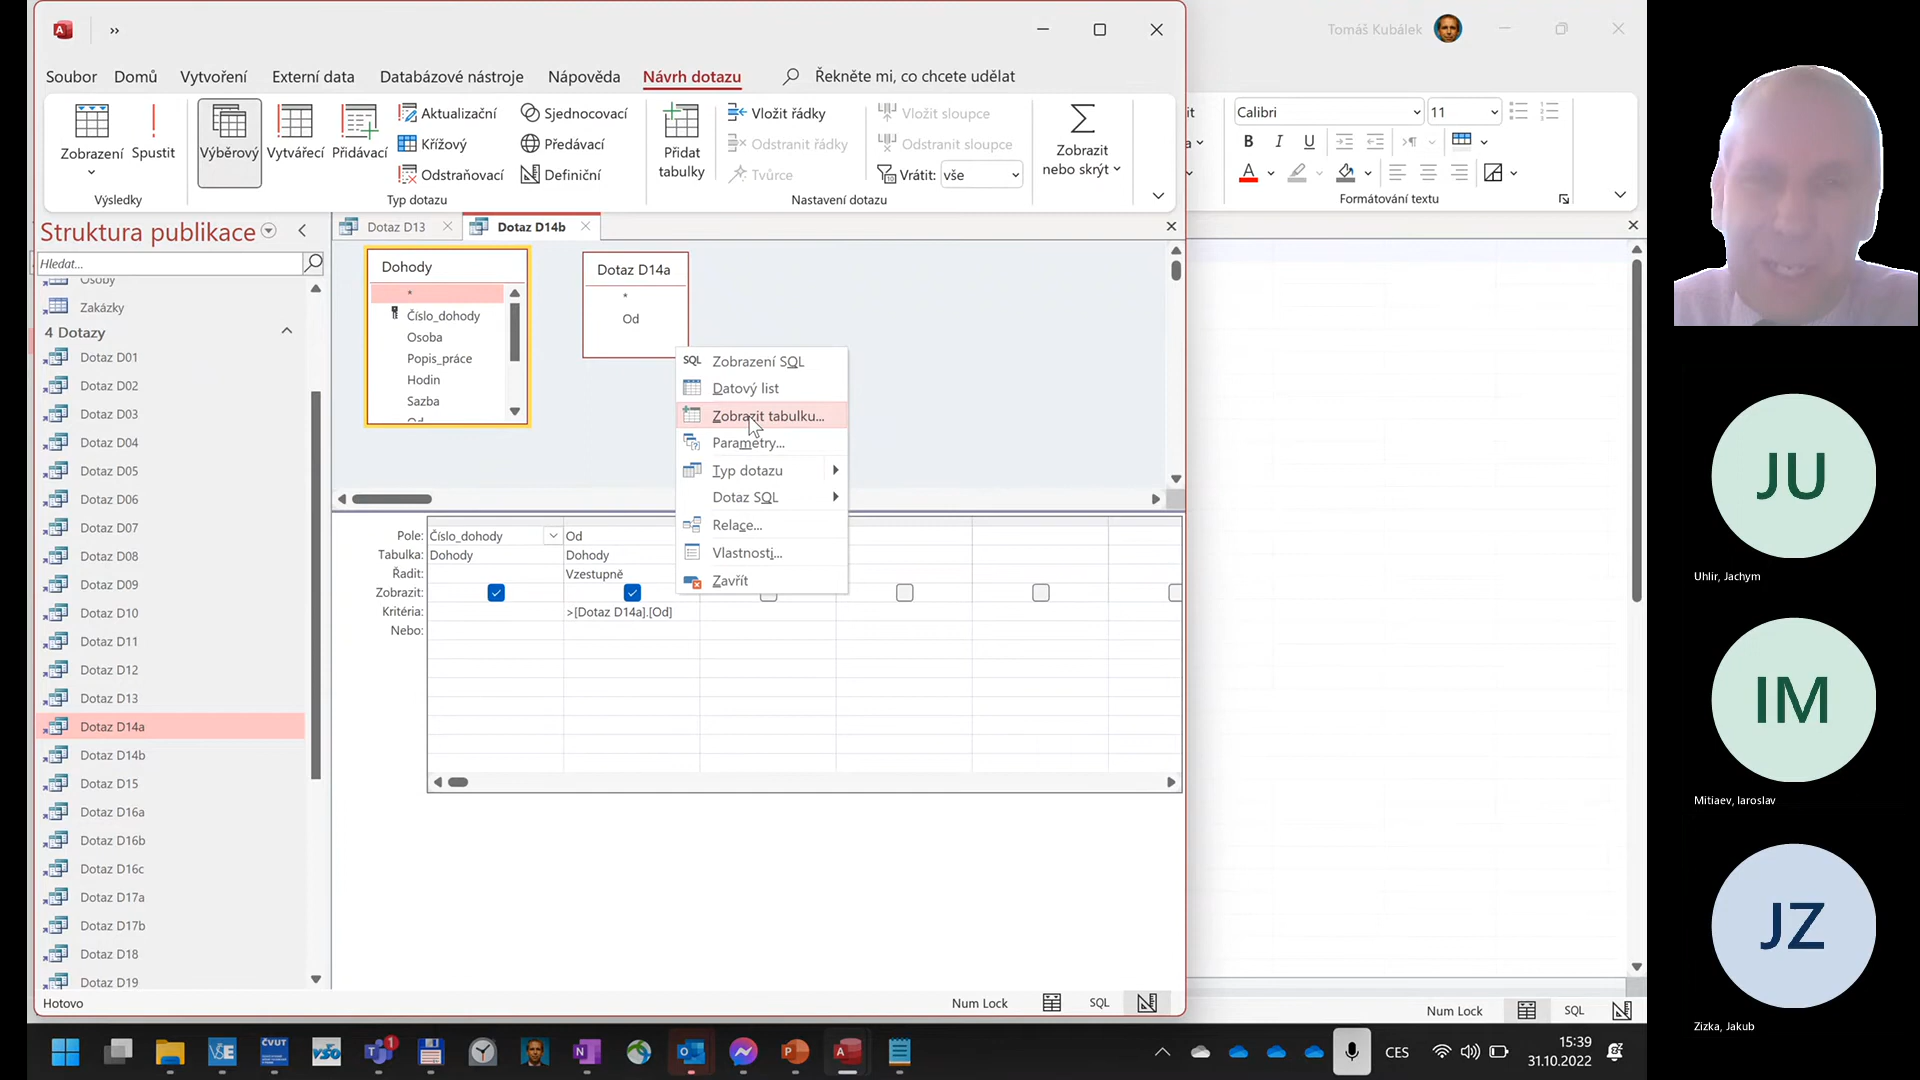 Tomáš Kubálek
Soubor Domů Vytvoření Externí data Databázové nástroje Nápověda Návrh dotazu Řekněte mi, co chcete udělat
Zobrazení
Spustit
Výsledky
Výběrový
Vytvářecí
Přidávací
Aktualizační
Křížový
Odstraňovací
Sjednocovací
Předávací
Definiční
Typ dotazu
Přidat
tabulky
Vložit řádky
Odstranit řádky
Tvůrce
Vložit sloupce
Odstranit sloupce
Vrátit: vše
Nastavení dotazu
Zobrazit
nebo skrýt
Calibri 11
B I U
A
Formátování textu
Struktura publikace
Hledat...
Osoby
Zakázky
4 Dotazy
Dotaz D01
Dotaz D02
Dotaz D03
Dotaz D04
Dotaz D05
Dotaz D06
Dotaz D07
Dotaz D08
Dotaz D09
Dotaz D10
Dotaz D11
Dotaz D12
Dotaz D13
Dotaz D14a
Dotaz D14b
Dotaz D15
Dotaz D16a
Dotaz D16b
Dotaz D16c
Dotaz D17a
Dotaz D17b
Dotaz D18
Dotaz D19
Dotaz D13 Dotaz D14b
Dohody
*
Číslo_dohody
Osoba
Popis_práce
Hodin
Sazba
Od
Dotaz D14a
*
Od
SQL Zobrazení SQL
Datový list
Zobrazit tabulku...
Parametry...
Typ dotazu
Dotaz SQL
Relace...
Vlastnosti...
Zavřít
Pole: Číslo_dohody Od
Tabulka: Dohody Dohody
Řadit: Vzestupně
Zobrazit:
Kritéria: >[Dotaz D14a].[Od]
Nebo:
Hotovo
Num Lock SQL
Num Lock SQL
CES
15:39
31.10.2022
JU
Uhlir, Jachym
IM
Mitiaev, Iaroslav
JZ
Zizka, Jakub